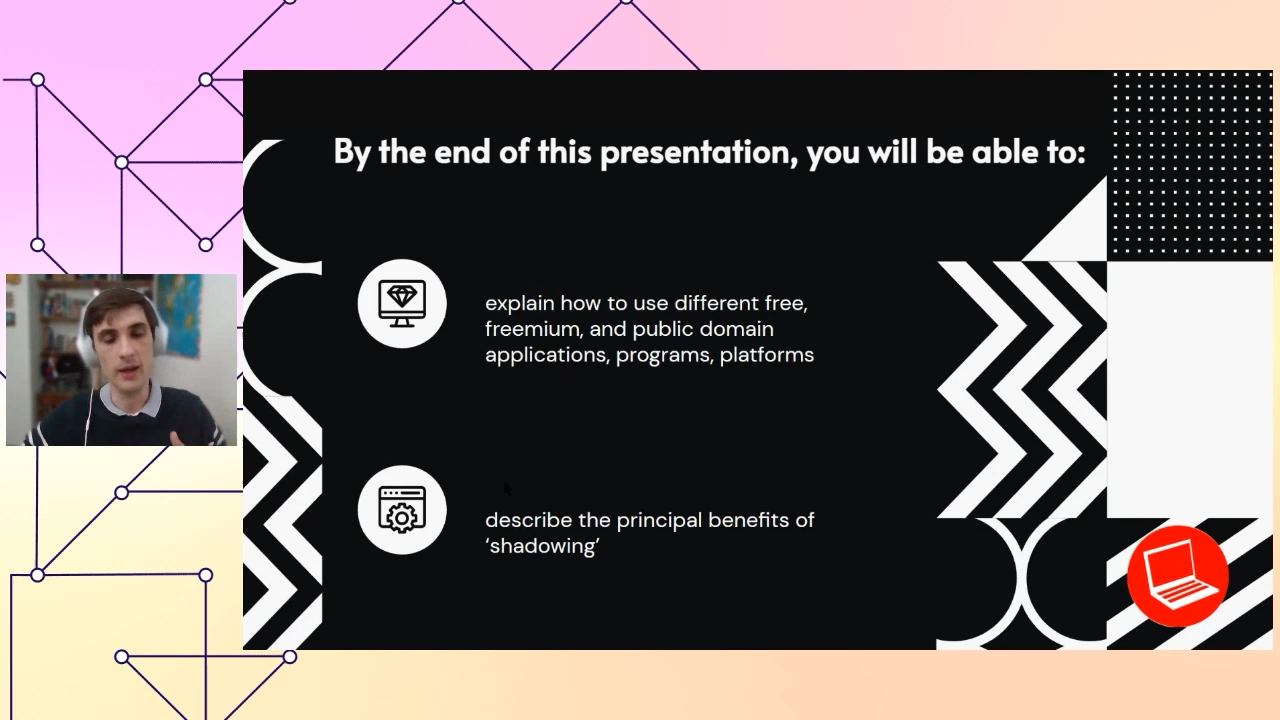 By the end of this presentation, you will be able to:
explain how to use different free,
freemium, and public domain
applications, programs, platforms
describe the principal benefits of
‘shadowing’